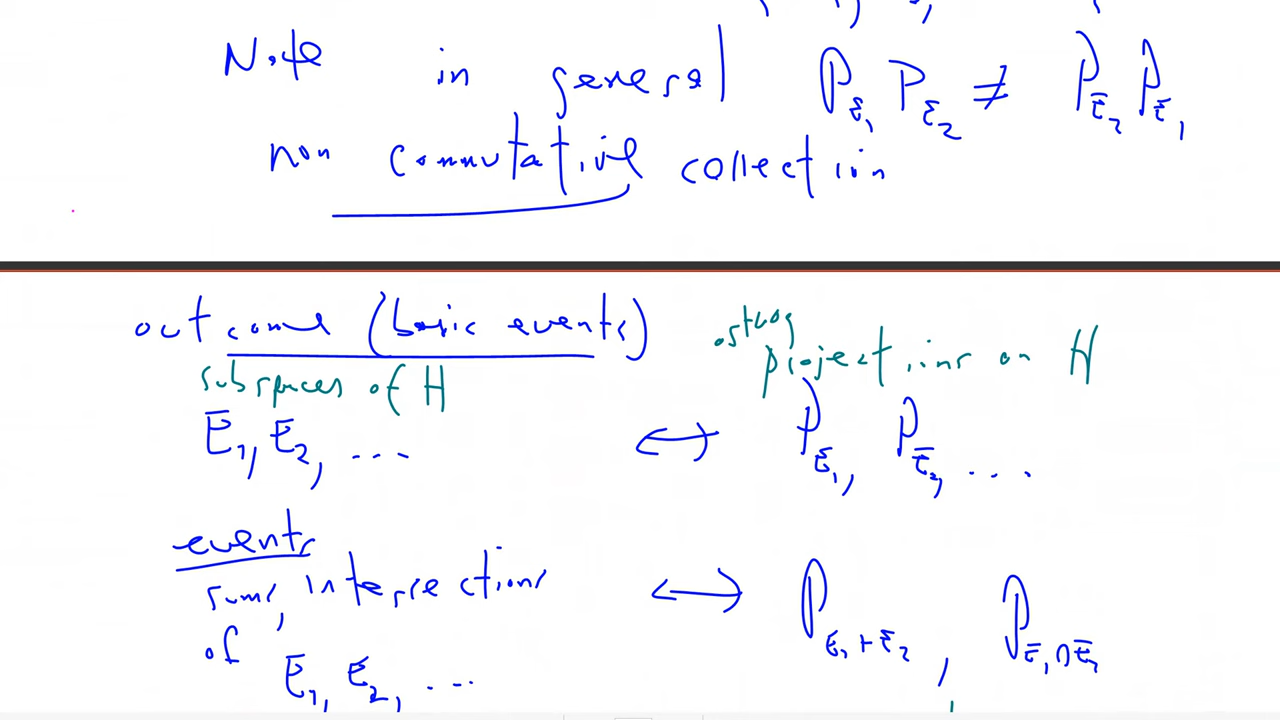 Note in general P_E₁ P_E₂ ≠ P_E₂ P_E₁
non commutative collection
outcome (basic events)
orthog
subspaces of H projections on H
E₁, E₂, ... ↔ P_E₁, P_E₂, ...
events
sums, intersections ↔ P_E₁+E₂, P_E₁∩E₂
of E₁, E₂, ...